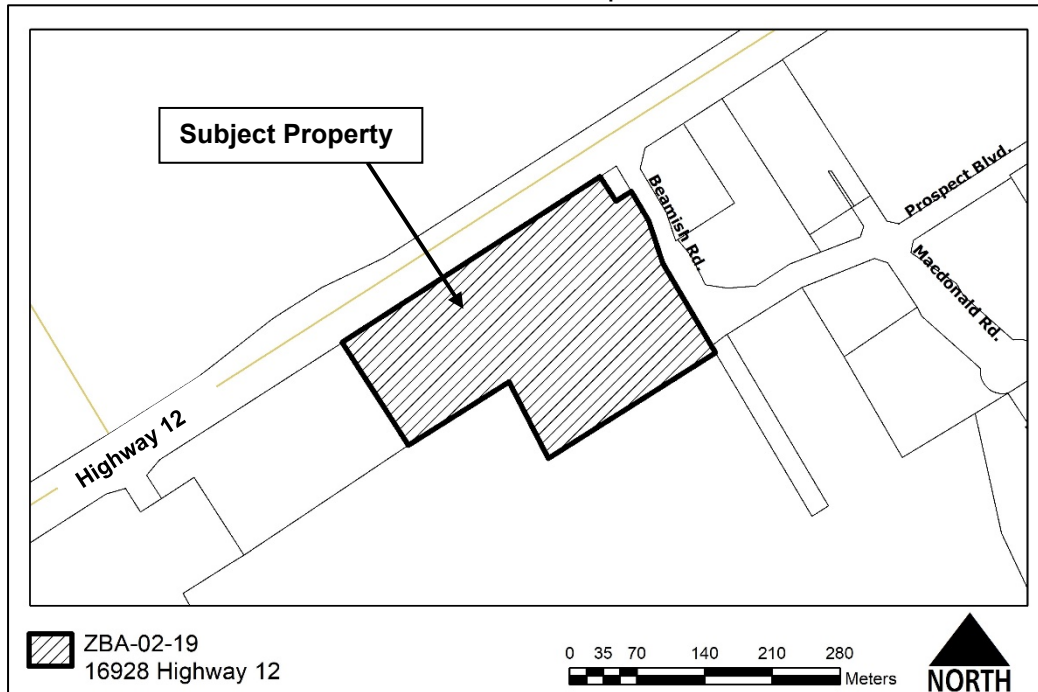 Subject Property
Beamish Rd.
Prospect Blvd.
Maedonald Rd.
Highway 12
ZBA-02-19
16928 Highway 12
0 35 70 140 210 280
Meters
NORTH